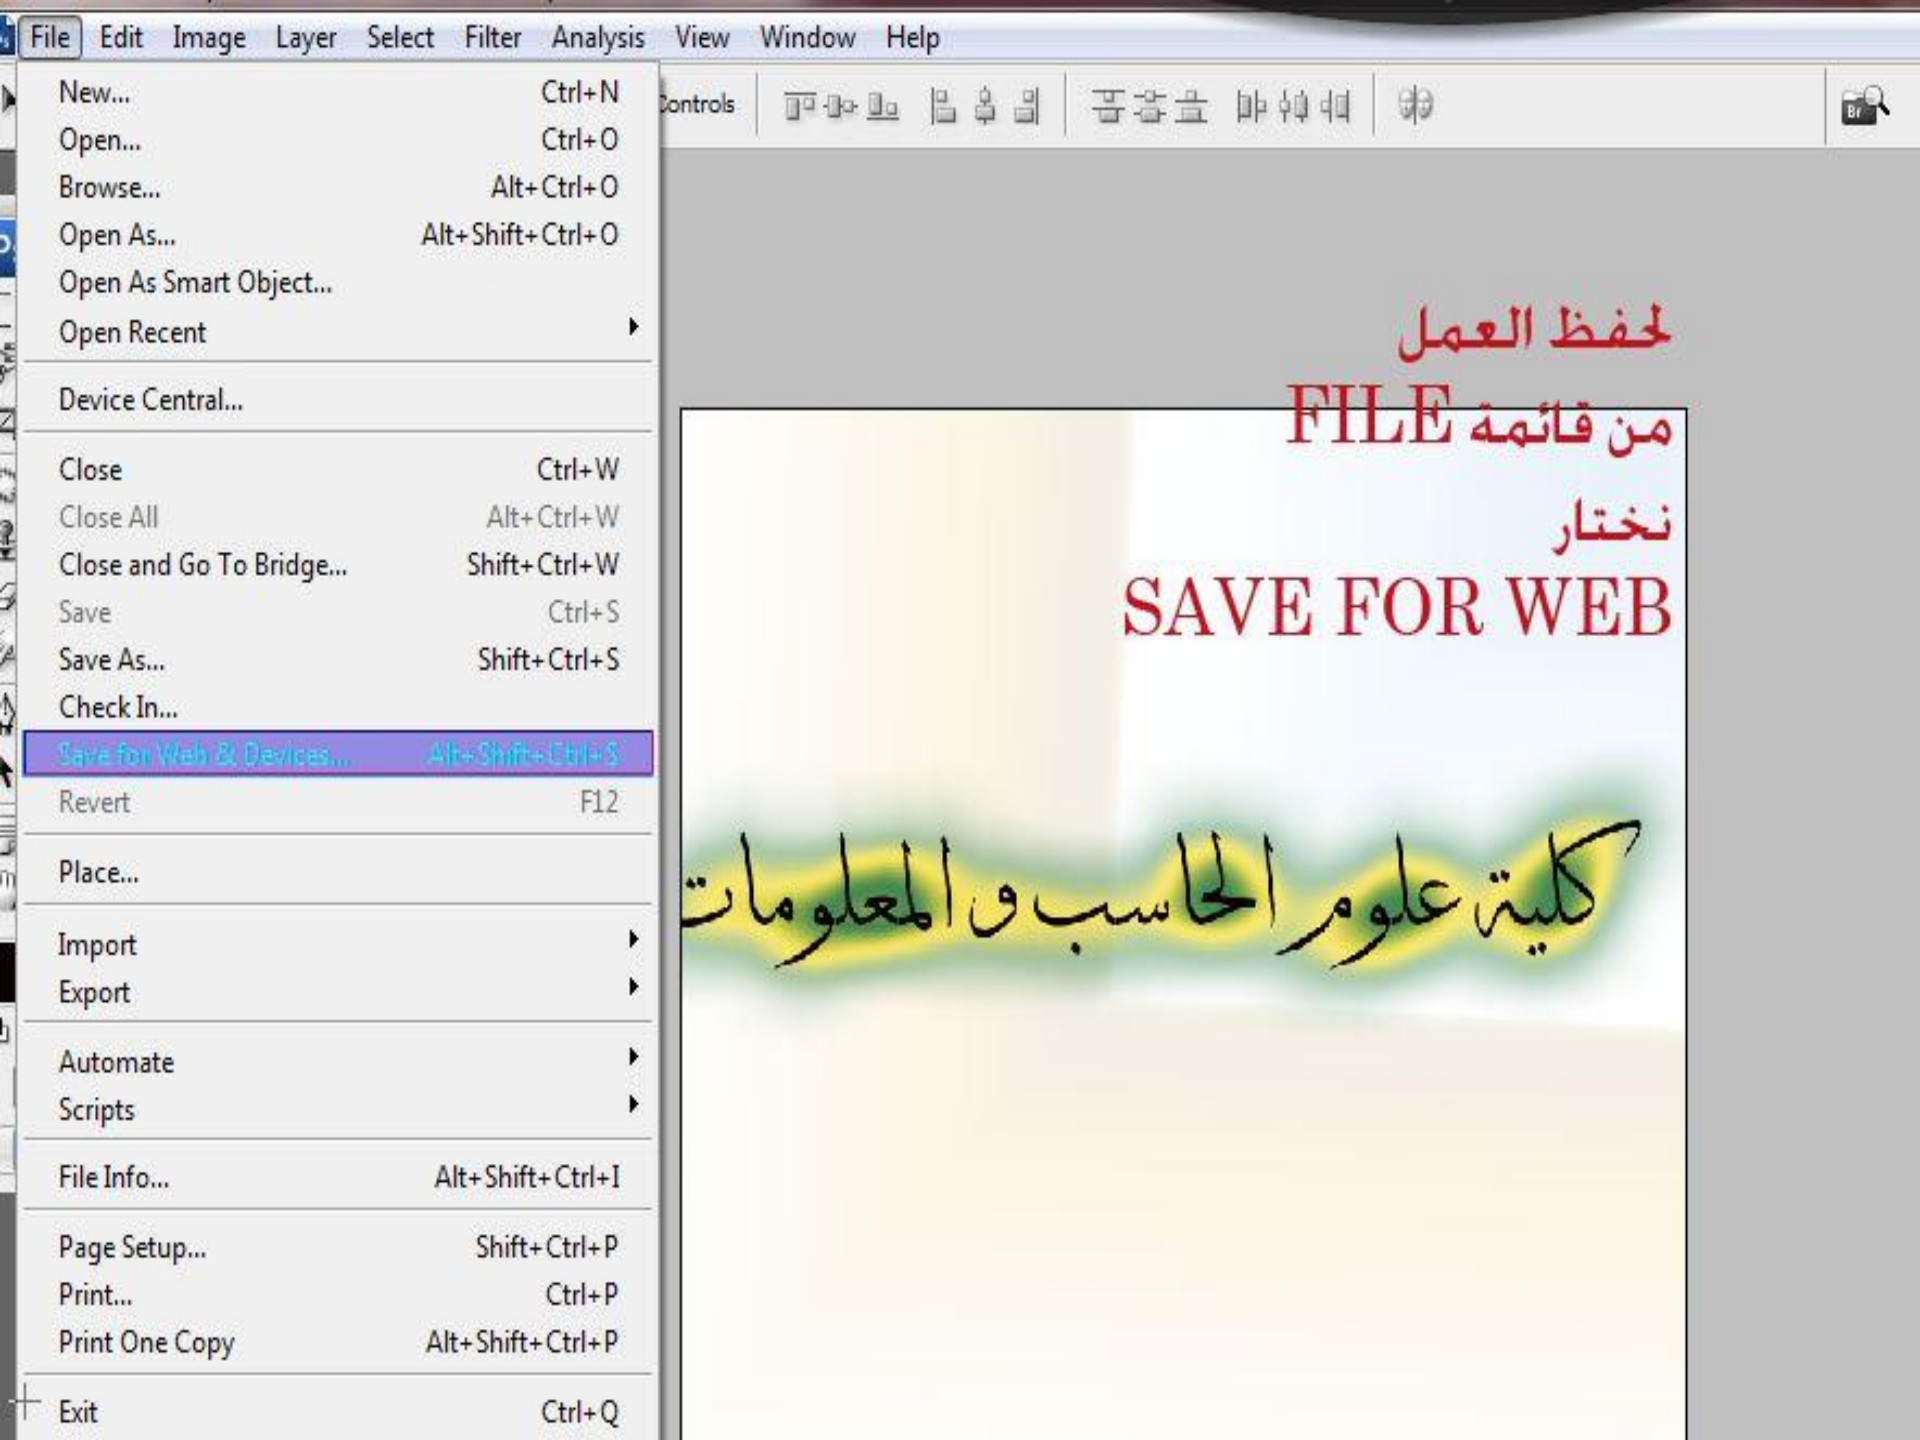 File Edit Image Layer Select Filter Analysis View Window Help
New... Ctrl+N
Open... Ctrl+O
Browse... Alt+Ctrl+O
Open As... Alt+Shift+Ctrl+O
Open As Smart Object...
Open Recent
Device Central...
Close Ctrl+W
Close All Alt+Ctrl+W
Close and Go To Bridge... Shift+Ctrl+W
Save Ctrl+S
Save As... Shift+Ctrl+S
Check In...
Save for Web & Devices... Alt+Shift+Ctrl+S
Revert F12
Place...
Import
Export
Automate
Scripts
File Info... Alt+Shift+Ctrl+I
Page Setup... Shift+Ctrl+P
Print... Ctrl+P
Print One Copy Alt+Shift+Ctrl+P
Exit Ctrl+Q
Controls
Br
لحفظ العمل
من قائمة FILE
نختار
SAVE FOR WEB
كلية علوم الحاسب و المعلومات